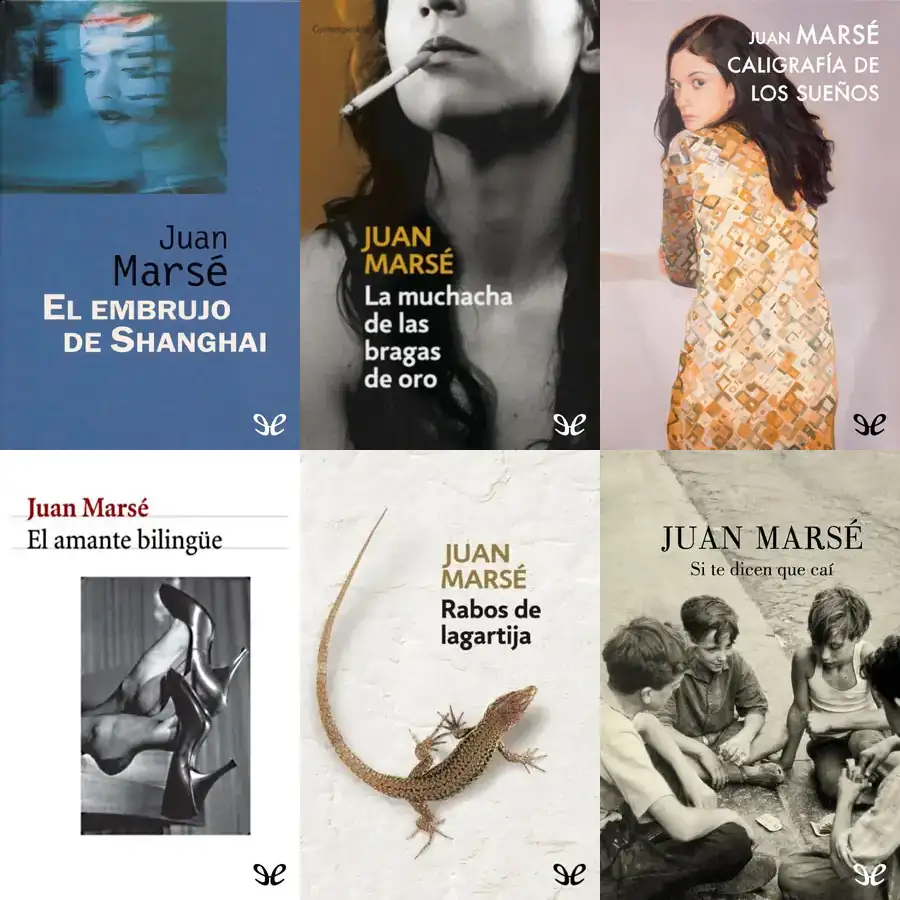 Juan
Marsé
EL EMBRUJO
DE SHANGHAI
Contemporánea
JUAN
MARSÉ
La muchacha
de las
bragas
de oro
JUAN MARSÉ
CALIGRAFÍA DE
LOS SUEÑOS
Juan Marsé
El amante bilingüe
JUAN
MARSÉ
Rabos de
lagartija
JUAN MARSÉ
Si te dicen que caí